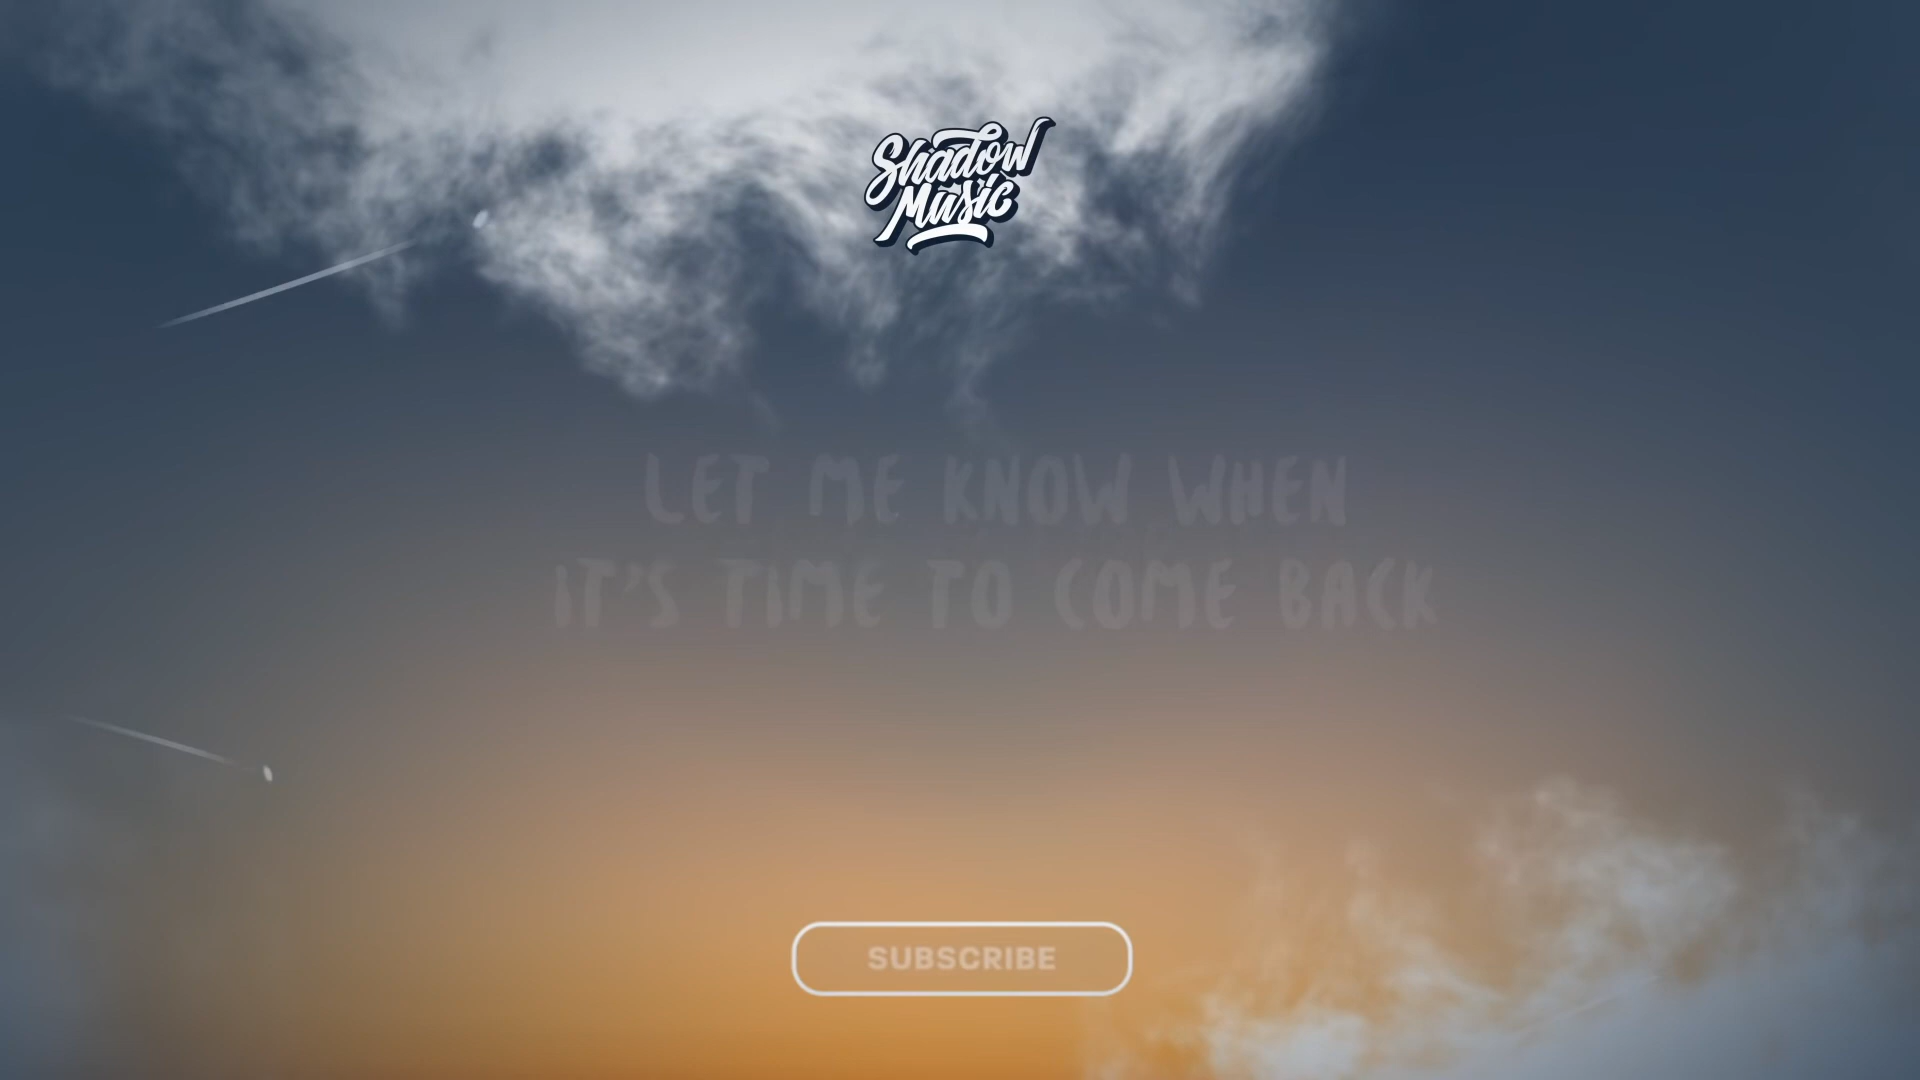 Shadow
Music
LET ME KNOW WHEN
IT'S TIME TO COME BACK
SUBSCRIBE